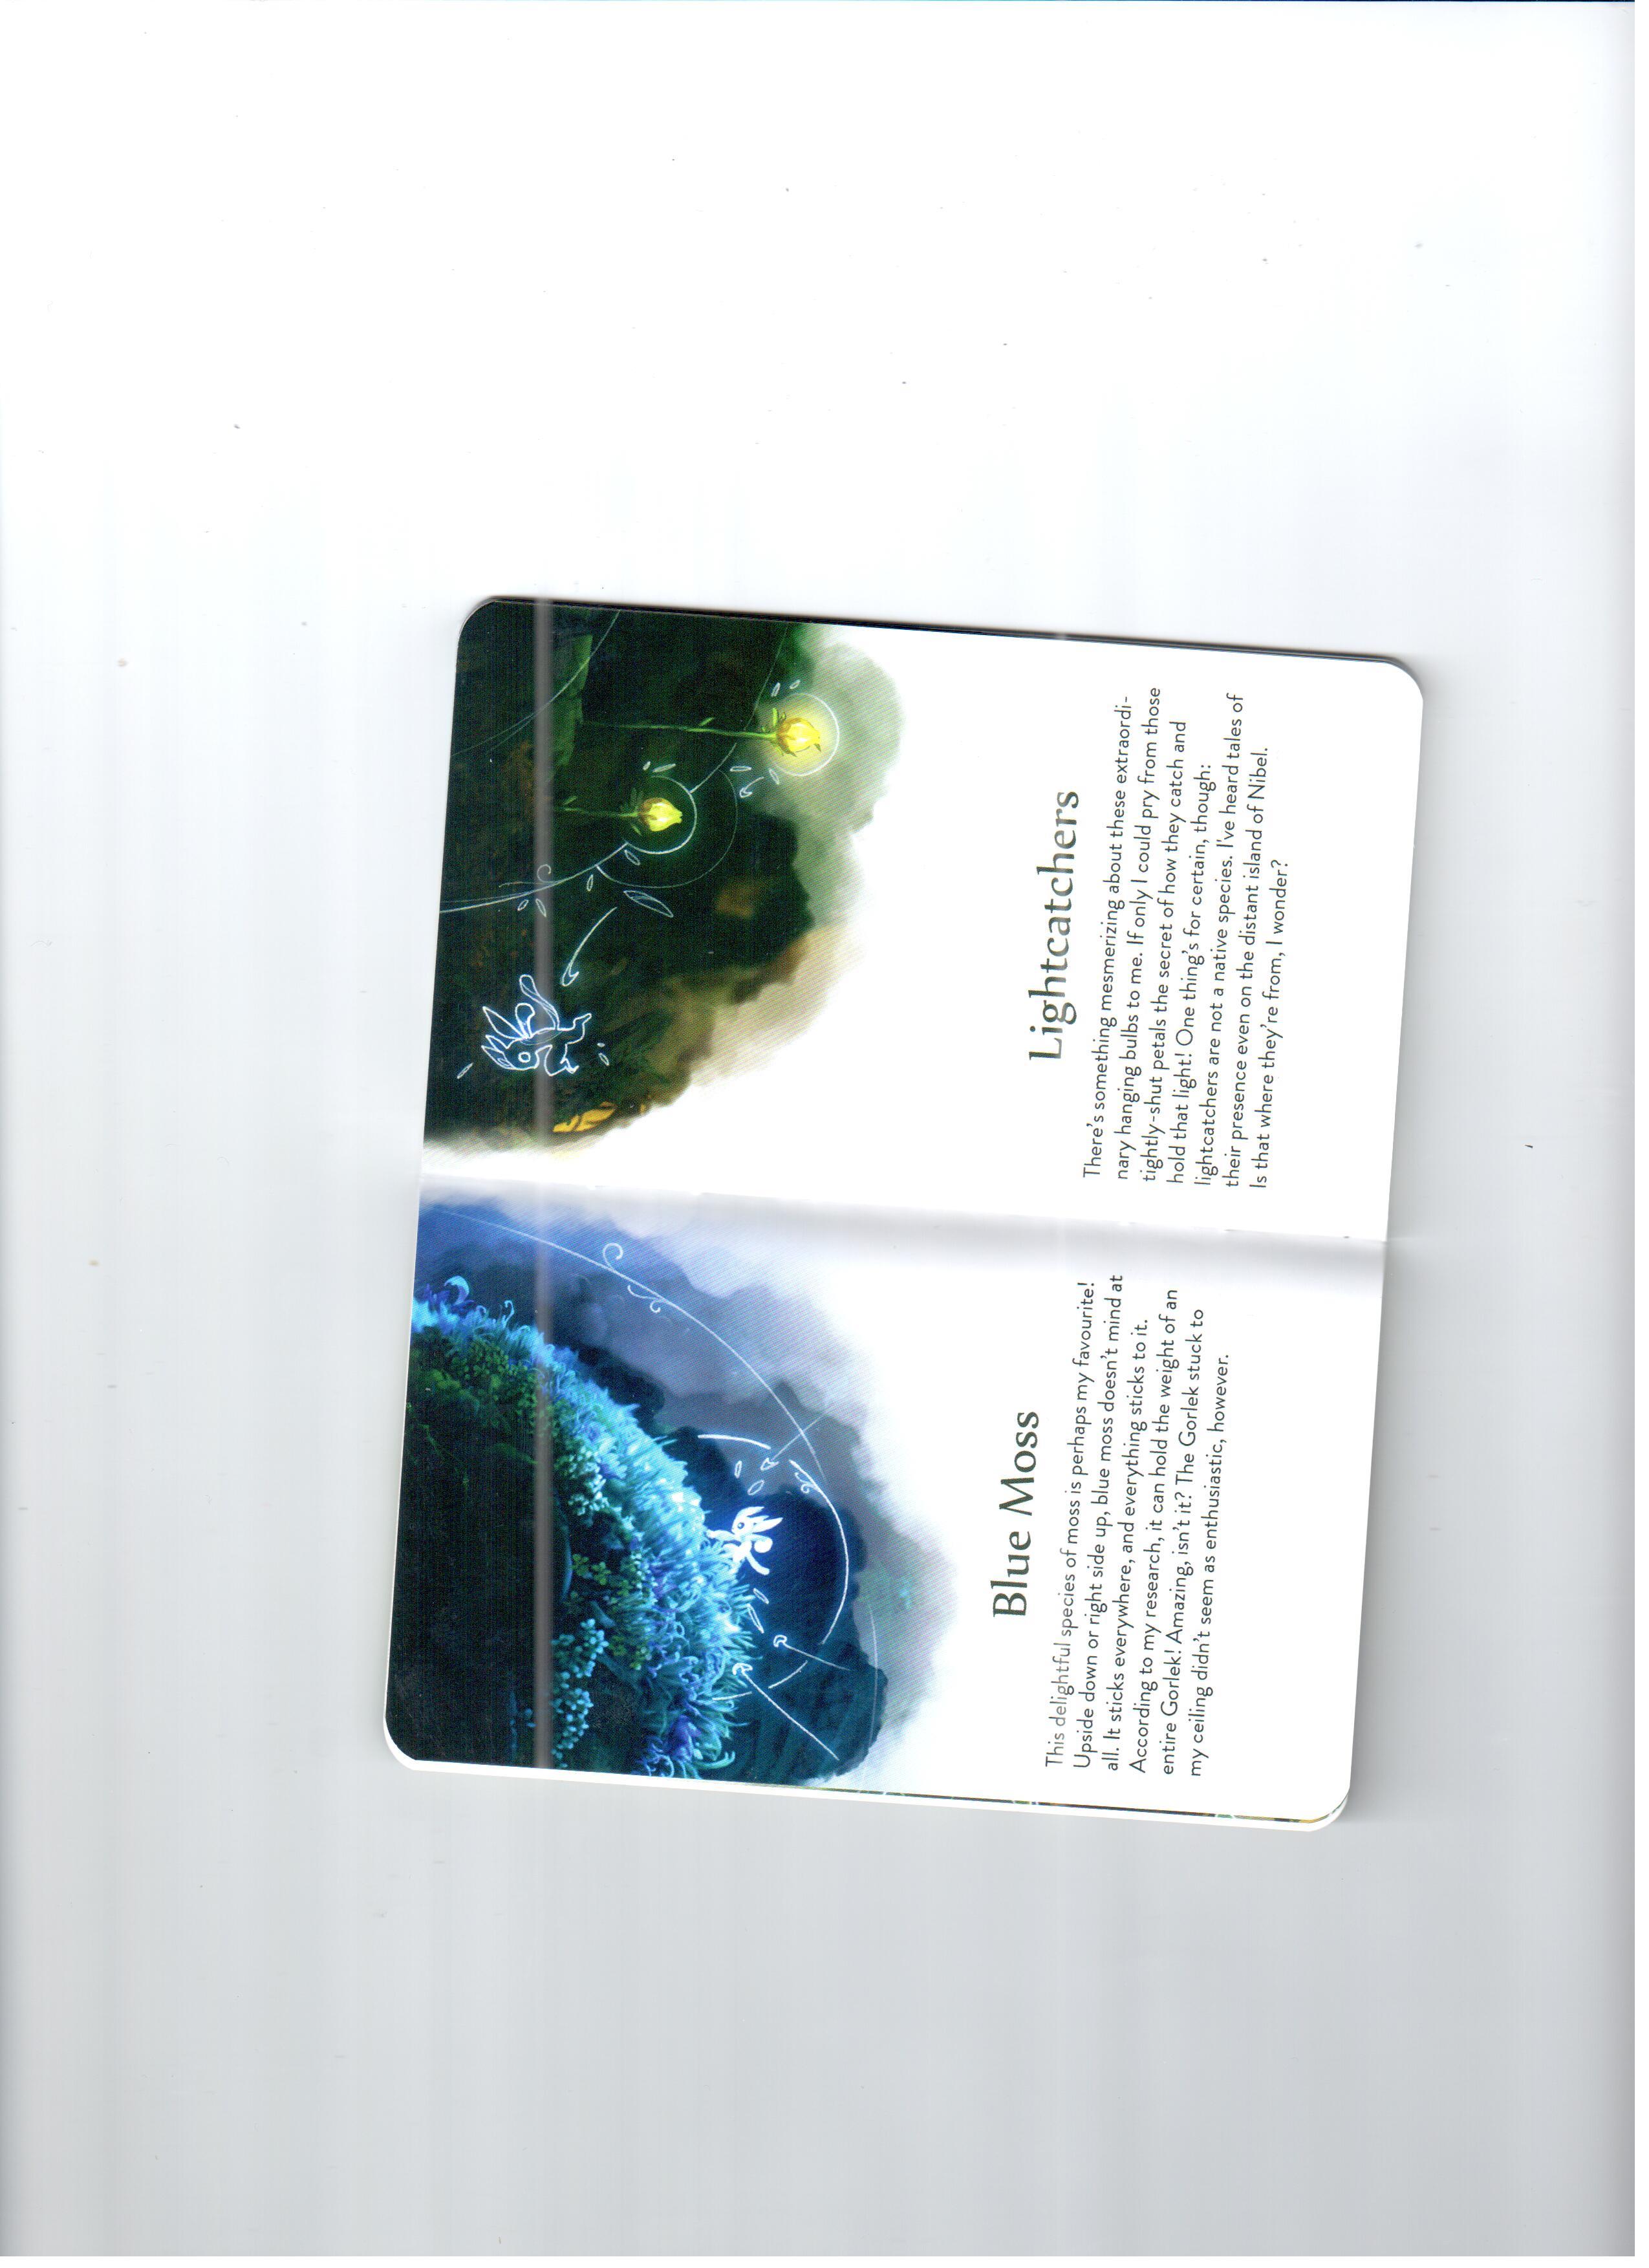 Blue Moss
This delightful species of moss is perhaps my favourite!
Upside down or right side up, blue moss doesn't mind at
all. It sticks everywhere, and everything sticks to it.
According to my research, it can hold the weight of an
entire Gorlek! Amazing, isn't it? The Gorlek stuck to
my ceiling didn't seem as enthusiastic, however.
Lightcatchers
There's something mesmerizing about these extraordi-
nary hanging bulbs to me. If only I could pry from those
tightly-shut petals the secret of how they catch and
hold that light! One thing's for certain, though:
lightcatchers are not a native species. I've heard tales of
their presence even on the distant island of Nibel.
Is that where they're from, I wonder?